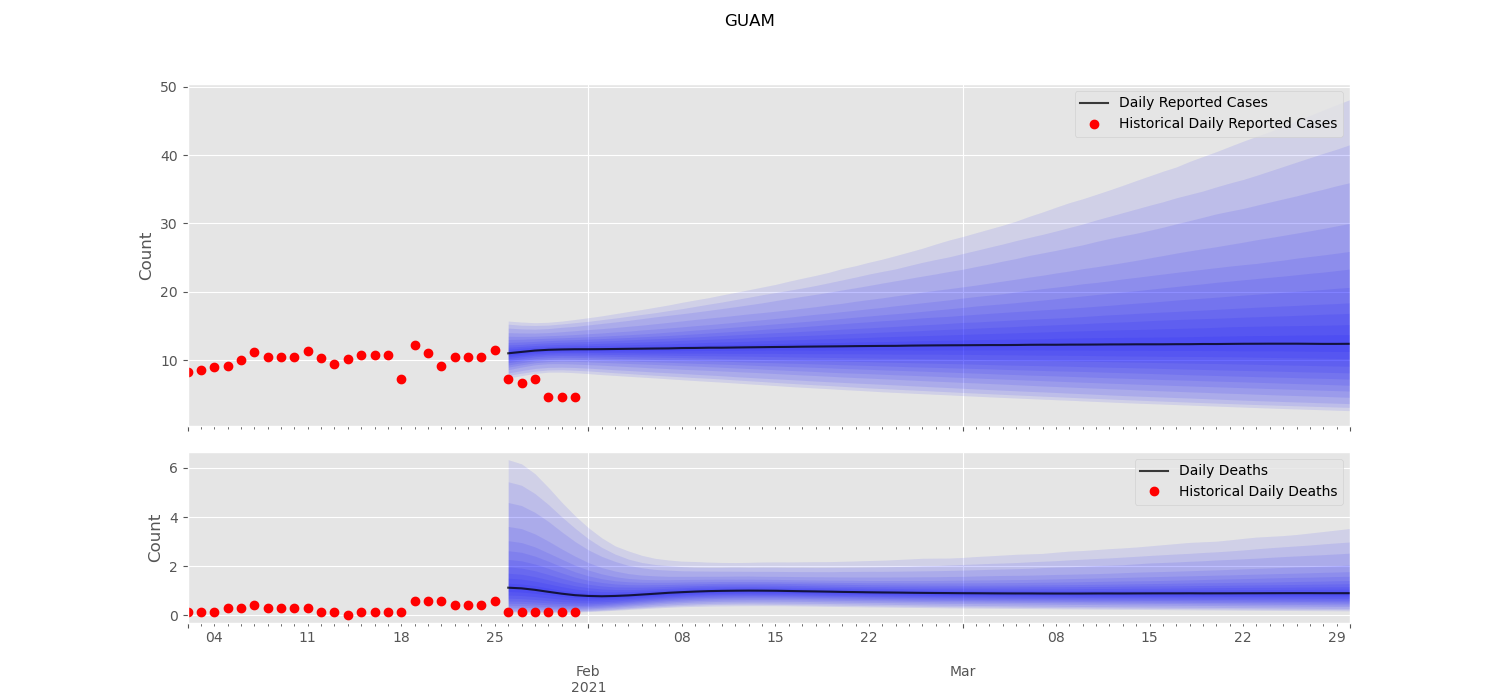 GUAM
50
40
30
20
10
Count
Daily Reported Cases
Historical Daily Reported Cases
6
4
2
0
Count
Daily Deaths
Historical Daily Deaths
04 11 18 25 08 15 22 08 15 22 29
Feb Mar
2021